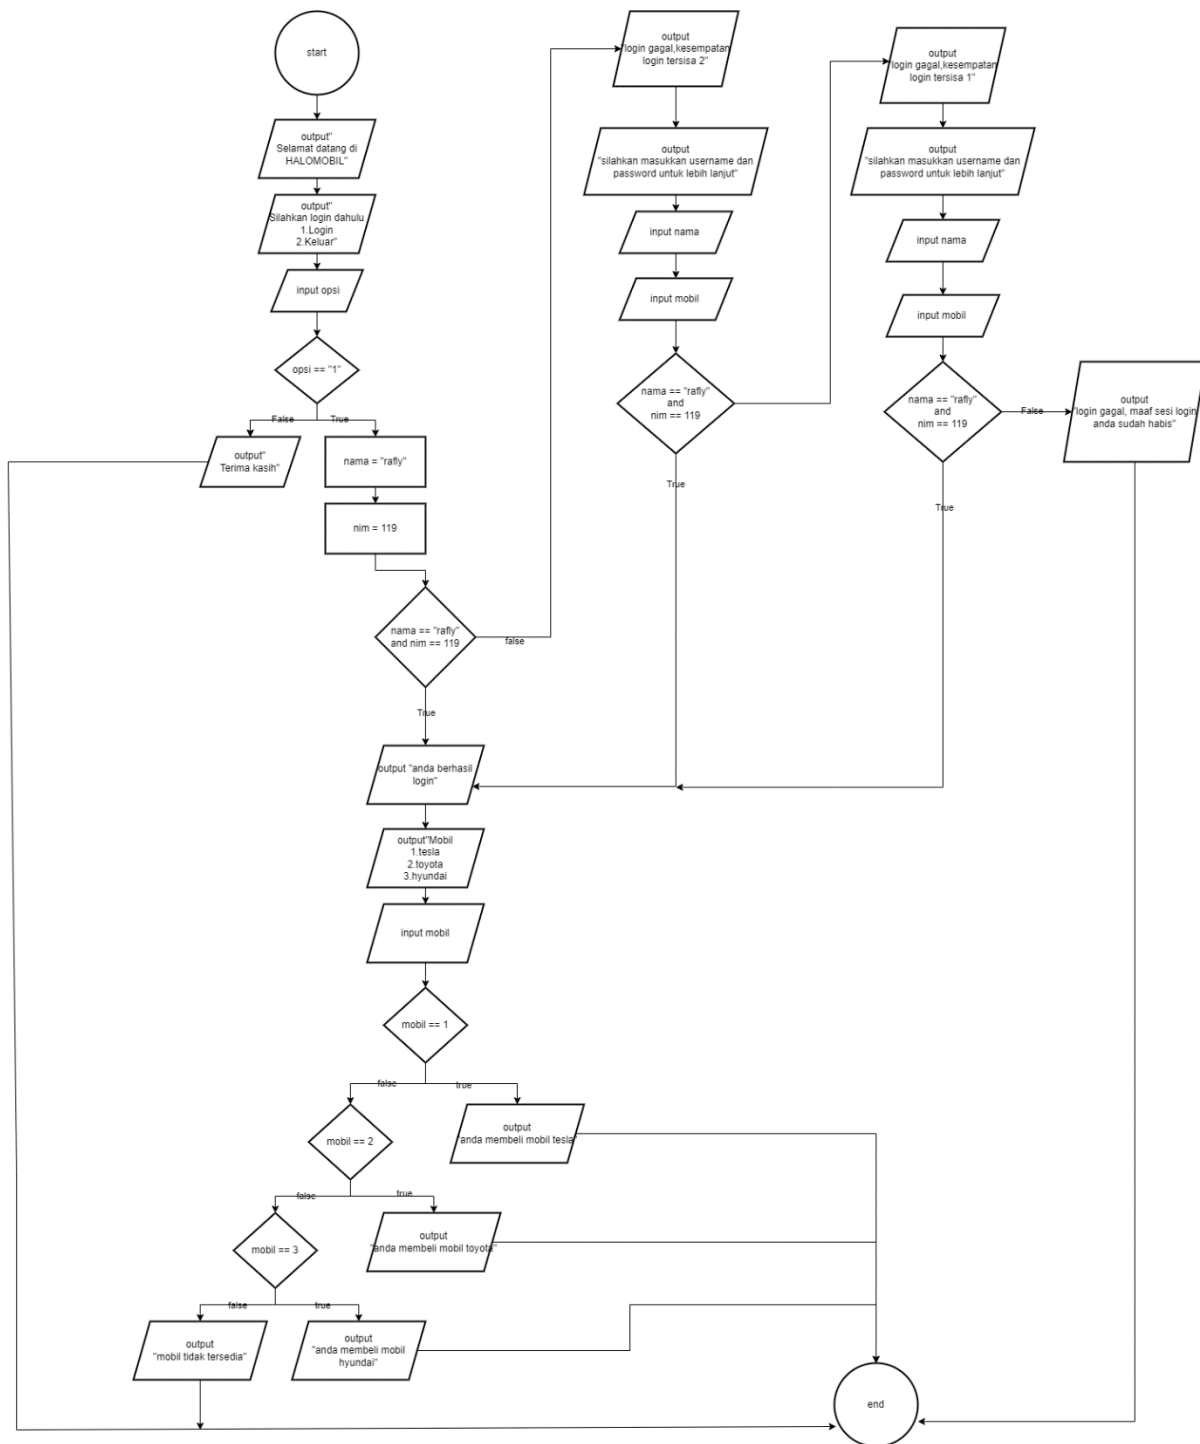 start
output"
Selamat datang di
HALOMOBIL"
output"
Silahkan login dahulu
1.Login
2.Keluar"
input opsi
opsi == "1"
False
True
output"
Terima kasih"
nama = "rafly"
nim = 119
nama == "rafly"
and nim == 119
false
True
output
"login gagal,kesempatan
login tersisa 2"
output
"silahkan masukkan username dan
password untuk lebih lanjut"
input nama
input mobil
nama == "rafly"
and
nim == 119
True
output
"login gagal,kesempatan
login tersisa 1"
output
"silahkan masukkan username dan
password untuk lebih lanjut"
input nama
input mobil
nama == "rafly"
and
nim == 119
False
True
output
"login gagal, maaf sesi login
anda sudah habis"
output "anda berhasil
login"
output"Mobil
1.tesla
2.toyota
3.hyundai
input mobil
mobil == 1
false
true
output
"anda membeli mobil tesla"
mobil == 2
false
true
output
"anda membeli mobil toyota"
mobil == 3
false
true
output
"mobil tidak tersedia"
output
"anda membeli mobil
hyundai"
end